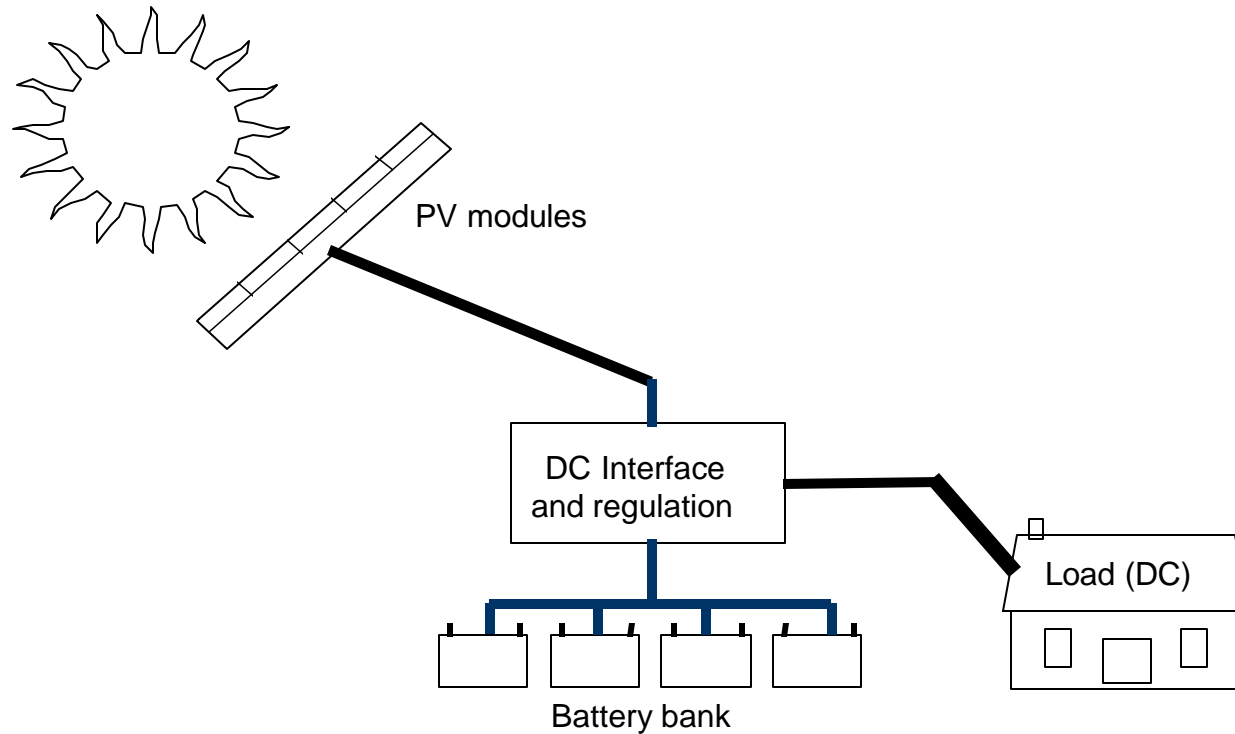 PV modules
DC Interface
and regulation
Load (DC)
Battery bank